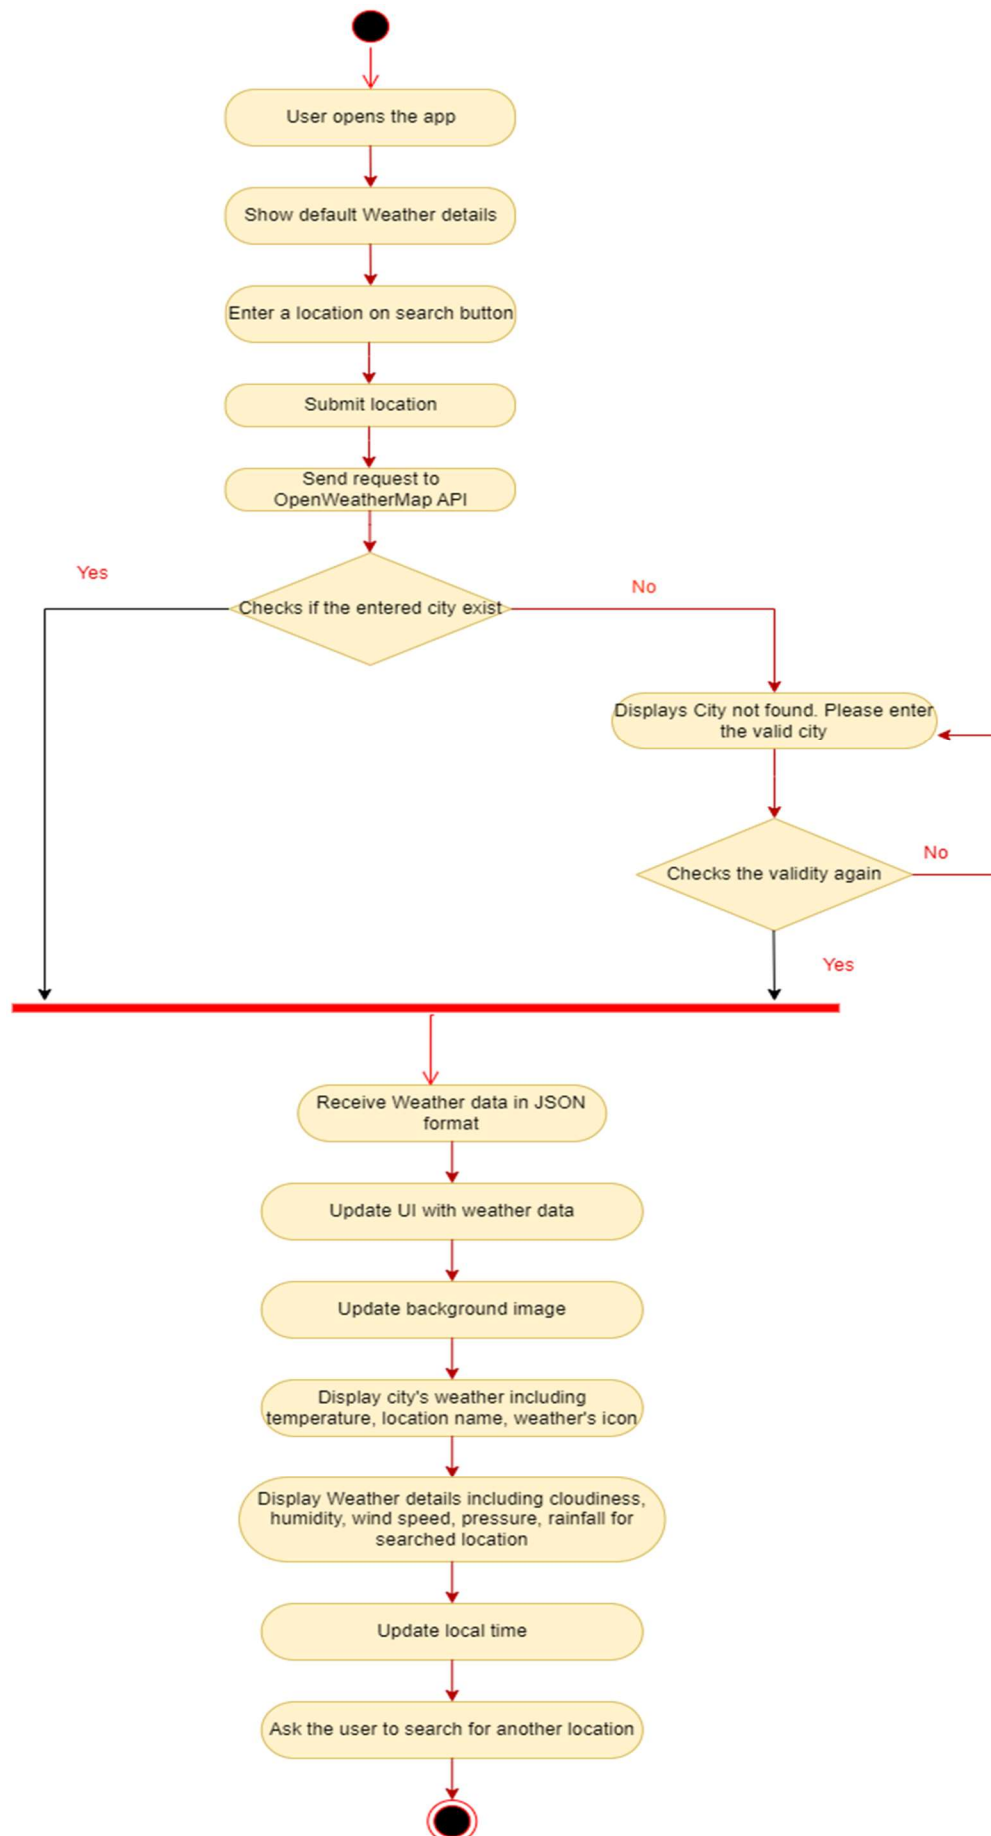 User opens the app
Show default Weather details
Enter a location on search button
Submit location
Send request to
OpenWeatherMap API
Yes
Checks if the entered city exist
No
Displays City not found. Please enter
the valid city
Checks the validity again
No
Yes
Receive Weather data in JSON
format
Update UI with weather data
Update background image
Display city's weather including
temperature, location name, weather's icon
Display Weather details including cloudiness,
humidity, wind speed, pressure, rainfall for
searched location
Update local time
Ask the user to search for another location